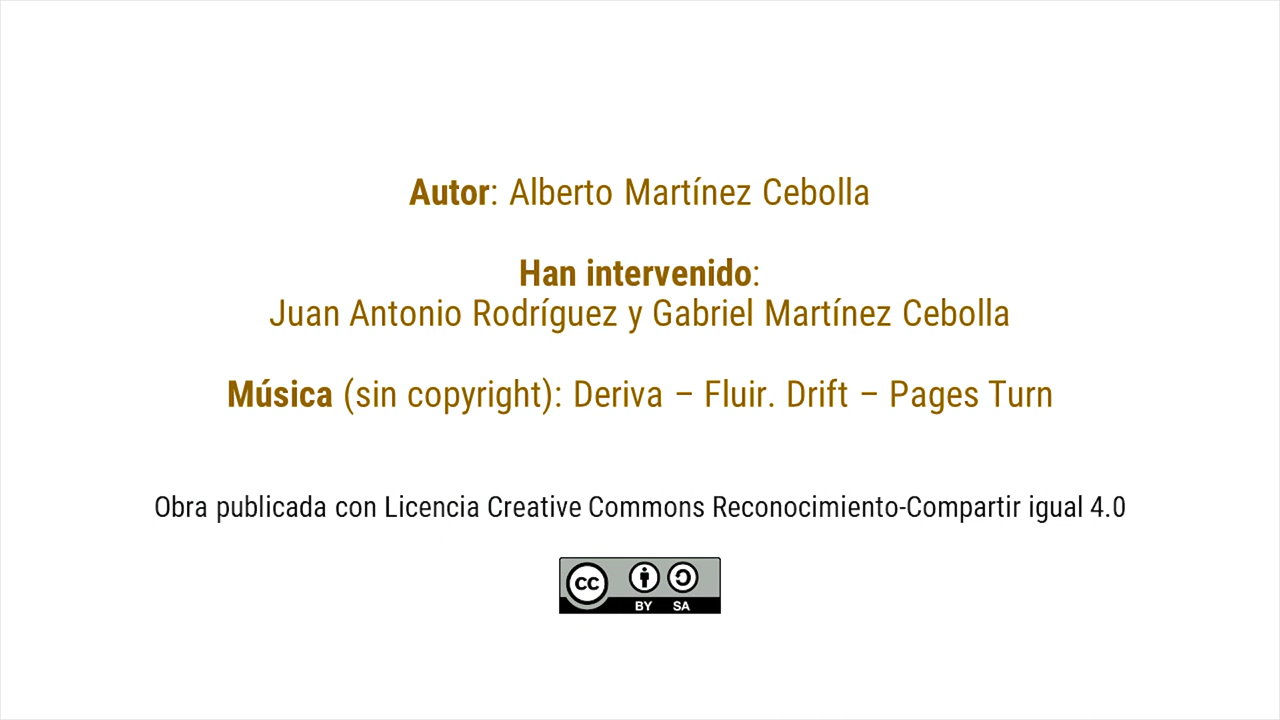 Autor: Alberto Martínez Cebolla
Han intervenido:
Juan Antonio Rodríguez y Gabriel Martínez Cebolla
Música (sin copyright): Deriva – Fluir. Drift – Pages Turn
Obra publicada con Licencia Creative Commons Reconocimiento-Compartir igual 4.0
cc
BY SA